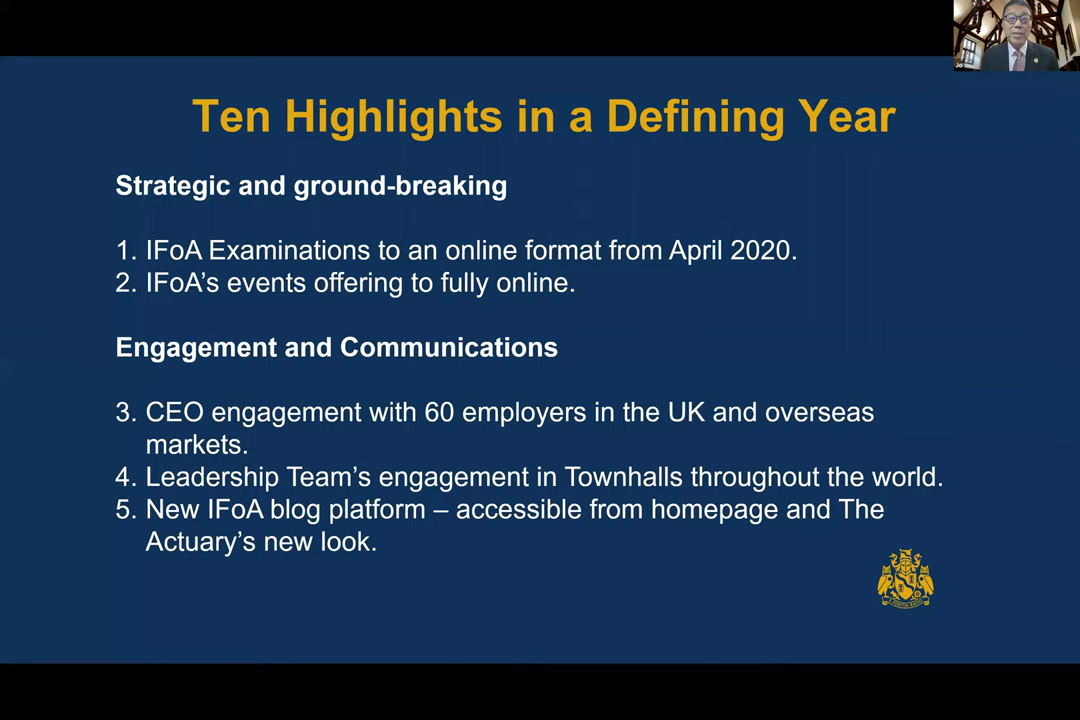 Ten Highlights in a Defining Year
Strategic and ground-breaking
1. IFoA Examinations to an online format from April 2020.
2. IFoA’s events offering to fully online.
Engagement and Communications
3. CEO engagement with 60 employers in the UK and overseas
markets.
4. Leadership Team’s engagement in Townhalls throughout the world.
5. New IFoA blog platform – accessible from homepage and The
Actuary’s new look.